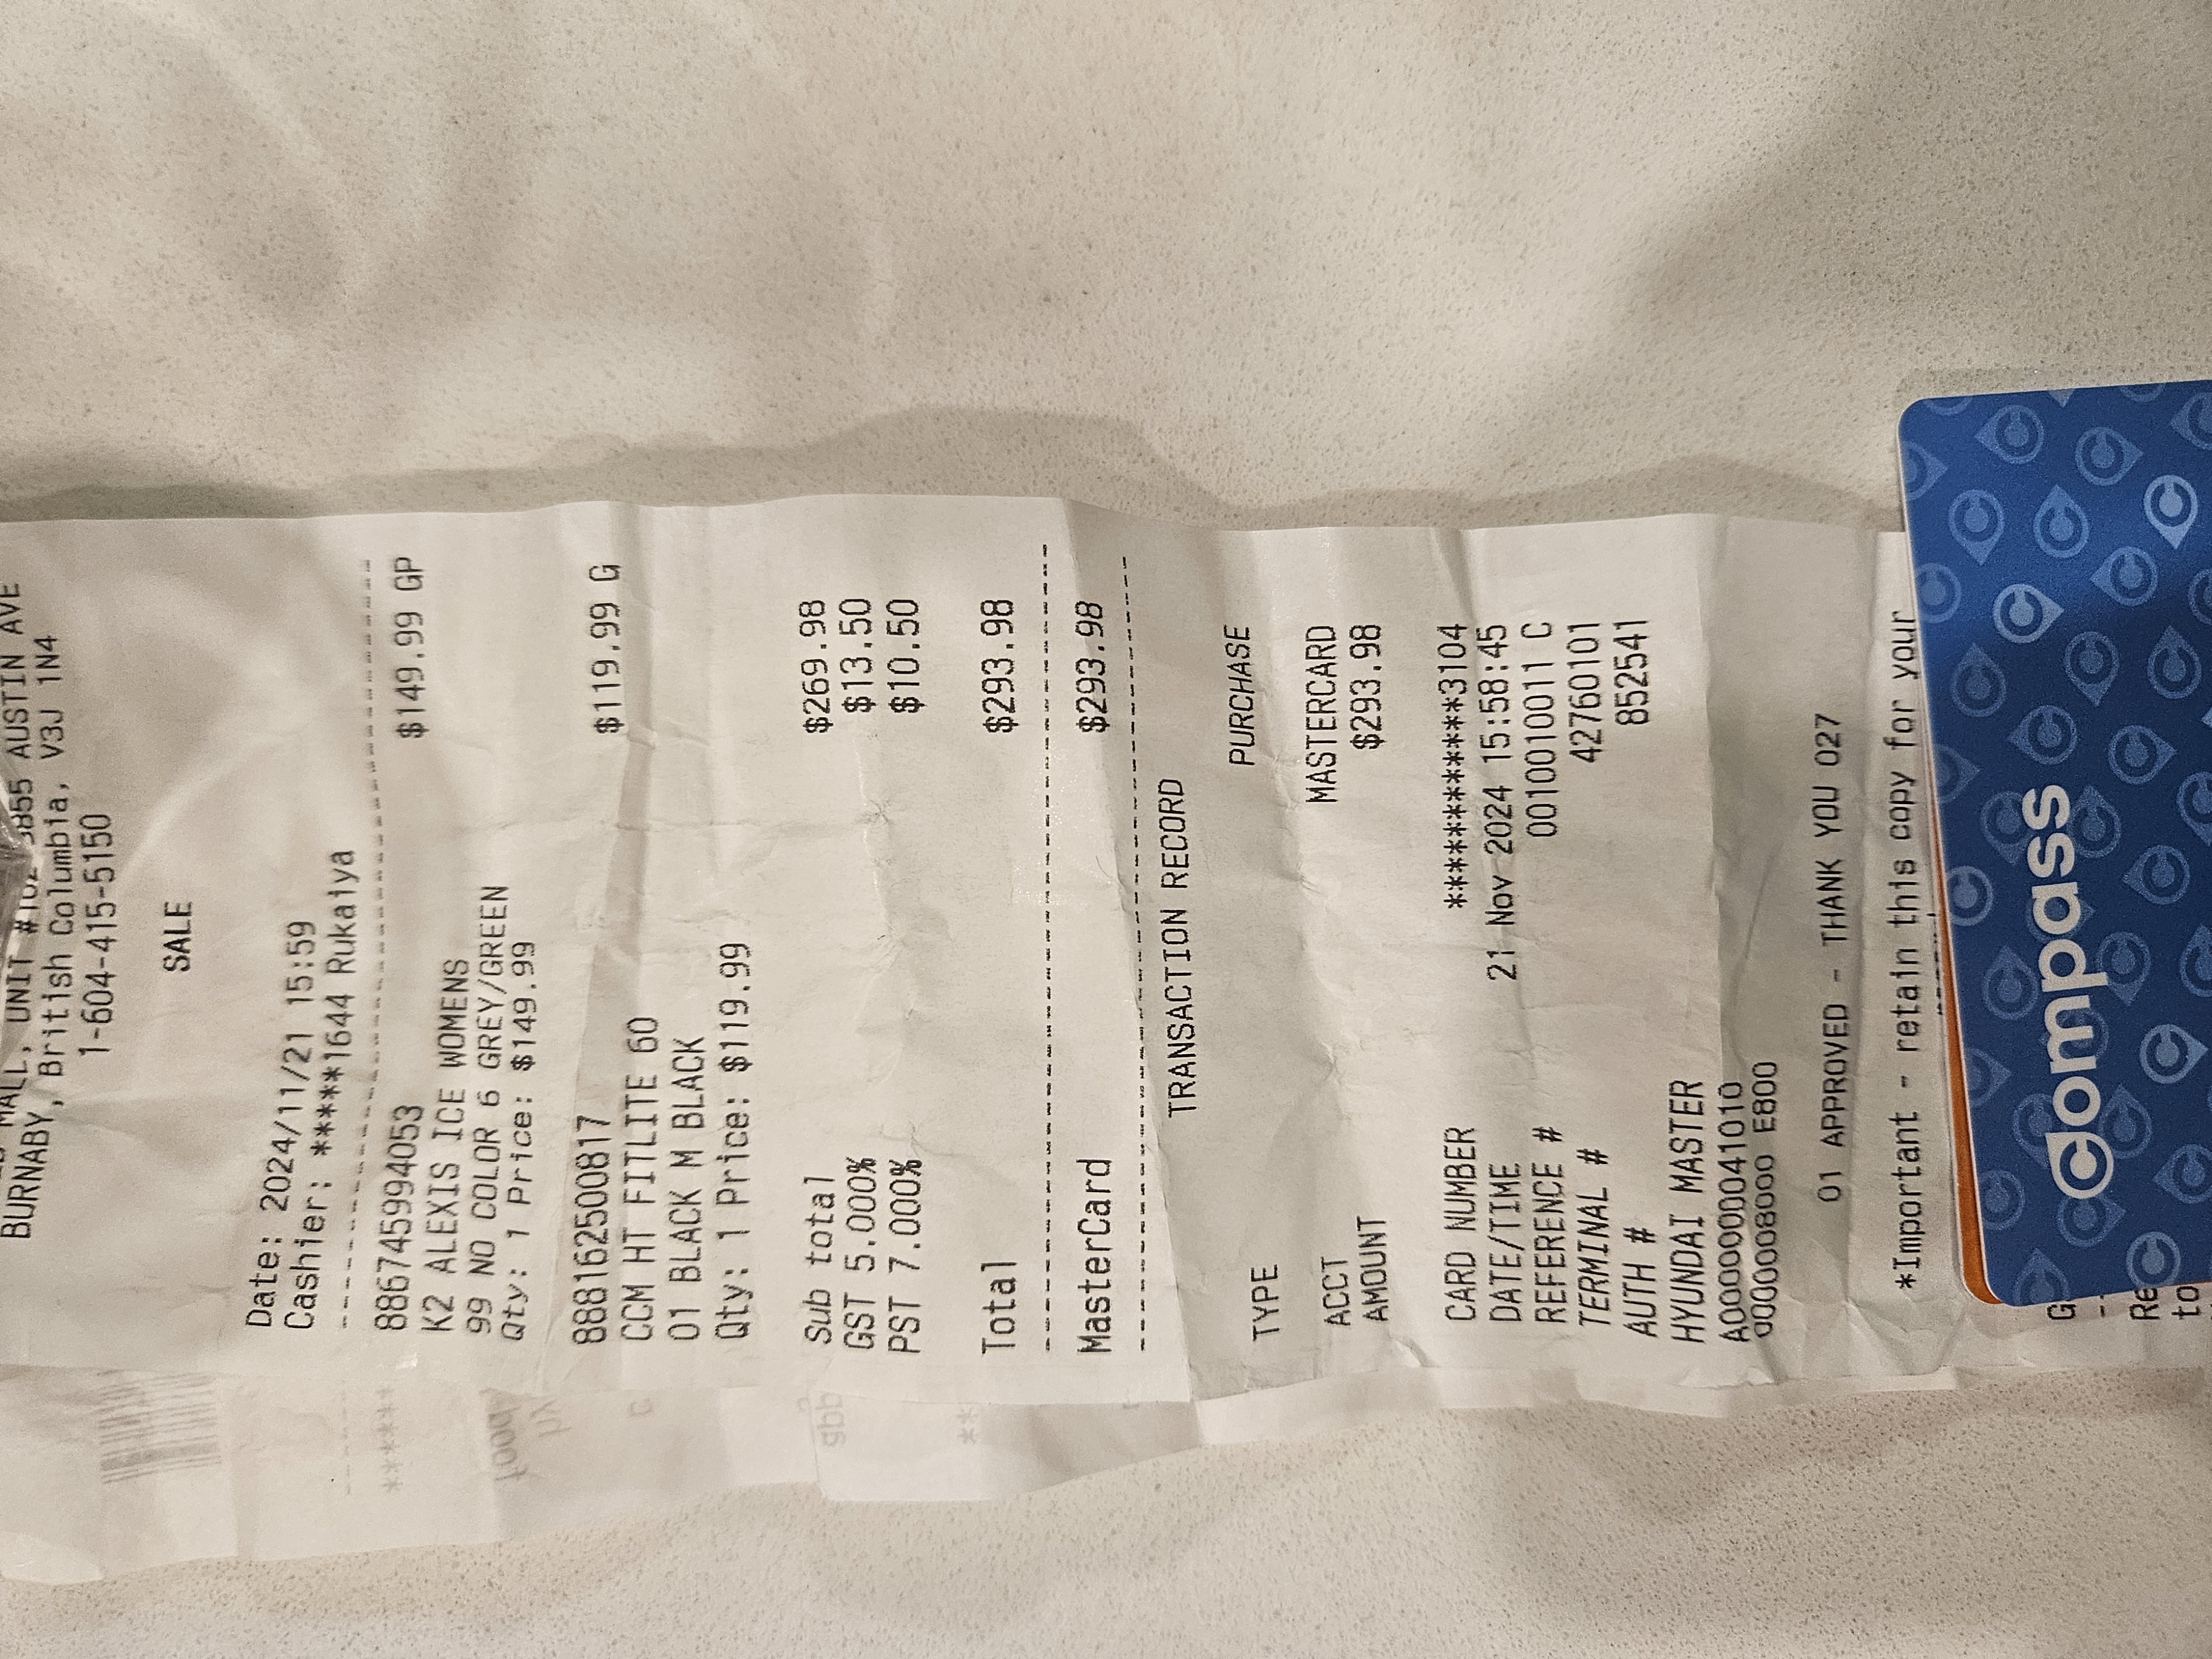 MALL, UNIT 3855 AUSTIN AVE
BURNABY, British Columbia, V3J 1N4
1-604-415-5150
SALE
Date: 2024/11/21 15:59
Cashier: *****1644 Rukaiya
886745994053 $149.99 GP
K2 ALEXIS ICE WOMENS
99 NO COLOR 6 GREY/GREEN
Qty: 1 Price: $149.99
888816250817 $119.99 G
CCM HT FITLITE 60
01 BLACK M BLACK
Qty: 1 Price: $119.99
Sub total $269.98
GST 5.000% $13.50
PST 7.000% $10.50
Total $293.98
MasterCard $293.98
TRANSACTION RECORD
TYPE PURCHASE
ACCT MASTERCARD
AMOUNT $293.98
CARD NUMBER ************3104
DATE/TIME 21 Nov 2024 15:58:45
REFERENCE # 0010010011 C
TERMINAL # 42760101
AUTH # 852541
HYUNDAI MASTER
A0000000041010
0000008000 E800
01 APPROVED - THANK YOU 027
*Important - retain this copy for your
compass